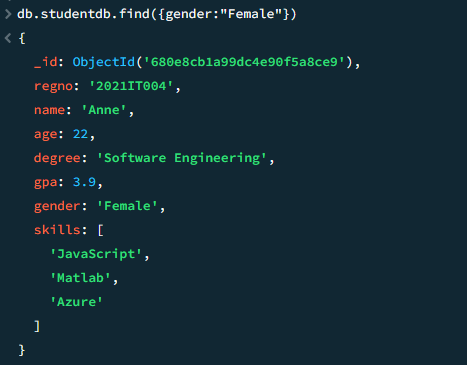 > db.studentdb.find({gender:"Female"})
< {
_id: ObjectId('680e8cb1a99dc4e90f5a8ce9'),
regno: '2021IT004',
name: 'Anne',
age: 22,
degree: 'Software Engineering',
gpa: 3.9,
gender: 'Female',
skills: [
'JavaScript',
'Matlab',
'Azure'
]
}